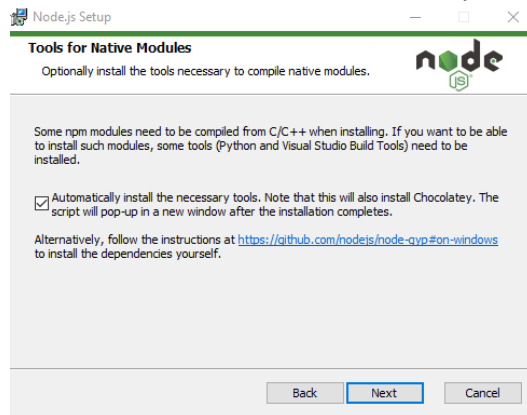 Node.js Setup
Tools for Native Modules
Optionally install the tools necessary to compile native modules.
node
JS
Some npm modules need to be compiled from C/C++ when installing. If you want to be able
to install such modules, some tools (Python and Visual Studio Build Tools) need to be
installed.
Automatically install the necessary tools. Note that this will also install Chocolatey. The
script will pop-up in a new window after the installation completes.
Alternatively, follow the instructions at https://github.com/nodejs/node-gyp#on-windows
to install the dependencies yourself.
Back Next Cancel